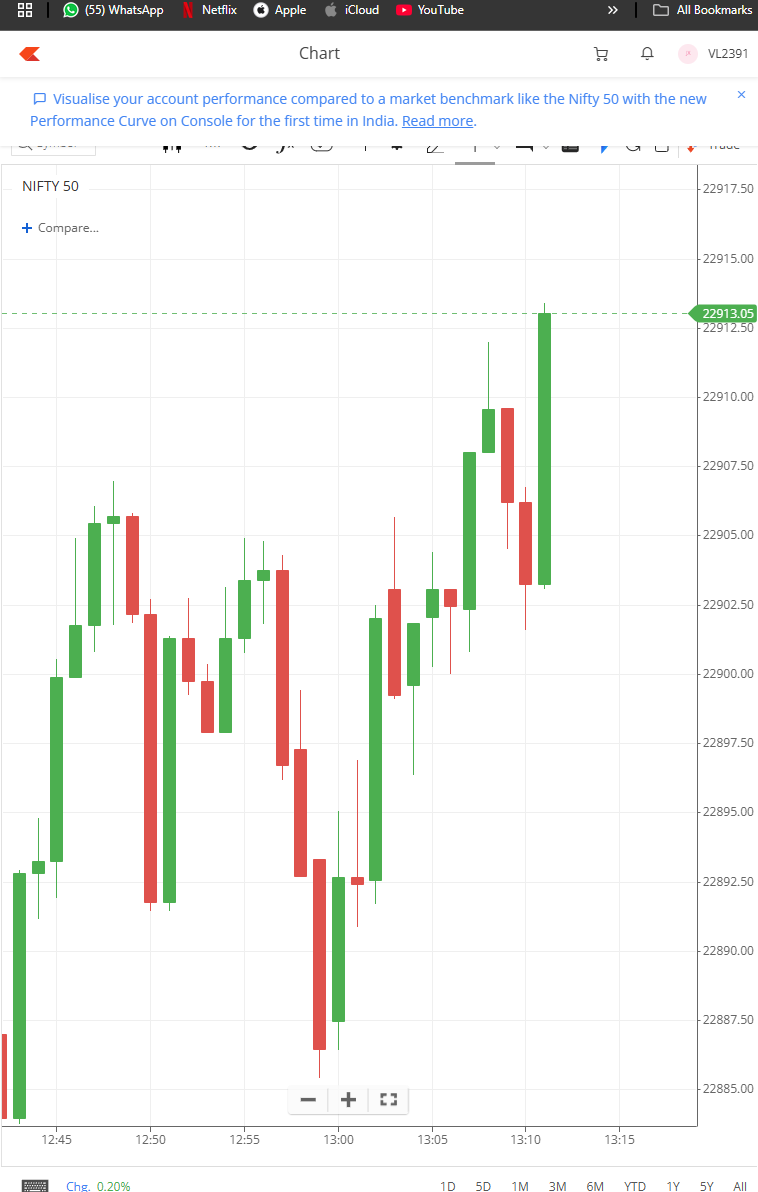 (55) WhatsApp Netflix Apple iCloud YouTube » All Bookmarks
Chart VL2391
Visualise your account performance compared to a market benchmark like the Nifty 50 with the new
Performance Curve on Console for the first time in India. Read more.
NIFTY 50
+ Compare...
22917.50
22915.00
22913.05
22912.50
22910.00
22907.50
22905.00
22902.50
22900.00
22897.50
22895.00
22892.50
22890.00
22887.50
22885.00
12:45 12:50 12:55 13:00 13:05 13:10 13:15
Chg. 0.20% 1D 5D 1M 3M 6M YTD 1Y 5Y All